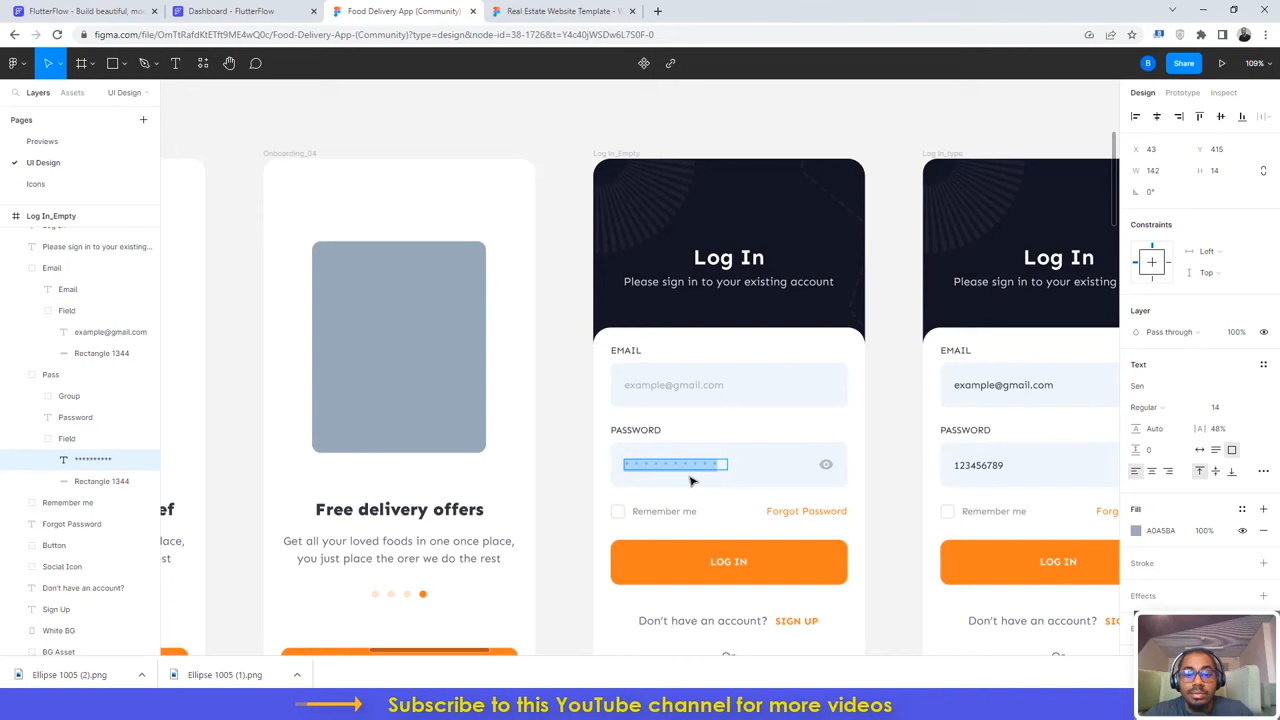 FlutterFlow - Build beautiful, mo
Dashboard - FlutterFlow
Food Delivery App (Community)
Real Estate Website Template - W
figma.com/file/OmTtRafdKtETft9ME4wQ0c/Food-Delivery-App-(Community)?type=design&node-id=38-1726&t=Y4c40jWSDw6L7S0F-0
B
Share
109%
Layers
Assets
UI Design
Design
Prototype
Inspect
Pages
Previews
UI Design
Icons
Log In_Empty
Please sign in to your existing...
Email
Email
Field
example@gmail.com
Rectangle 1344
Pass
Group
Password
Field
**********
Rectangle 1344
Remember me
Forgot Password
Button
Social Icon
Don't have an account?
Sign Up
White BG
BG Asset
Onboarding_04
Free delivery offers
Get all your loved foods in one once place,
you just place the orer we do the rest
ef
lace,
t
Log In_Empty
Log In
Please sign in to your existing account
EMAIL
example@gmail.com
PASSWORD
**********
Remember me
Forgot Password
LOG IN
Don't have an account? SIGN UP
Or
Log In_type
Log In
Please sign in to your existing
EMAIL
example@gmail.com
PASSWORD
123456789
Remember me
Forg
LOG IN
Don't have an account? SIG
Or
X 43
Y 415
W 142
H 14
0°
Constraints
Left
Top
Layer
Pass through
100%
Text
Sen
Regular
14
Auto
48%
0
Fill
A0A5BA
100%
Stroke
Effects
Ellipse 1005 (2).png
Ellipse 1005 (1).png
Subscribe to this YouTube channel for more videos